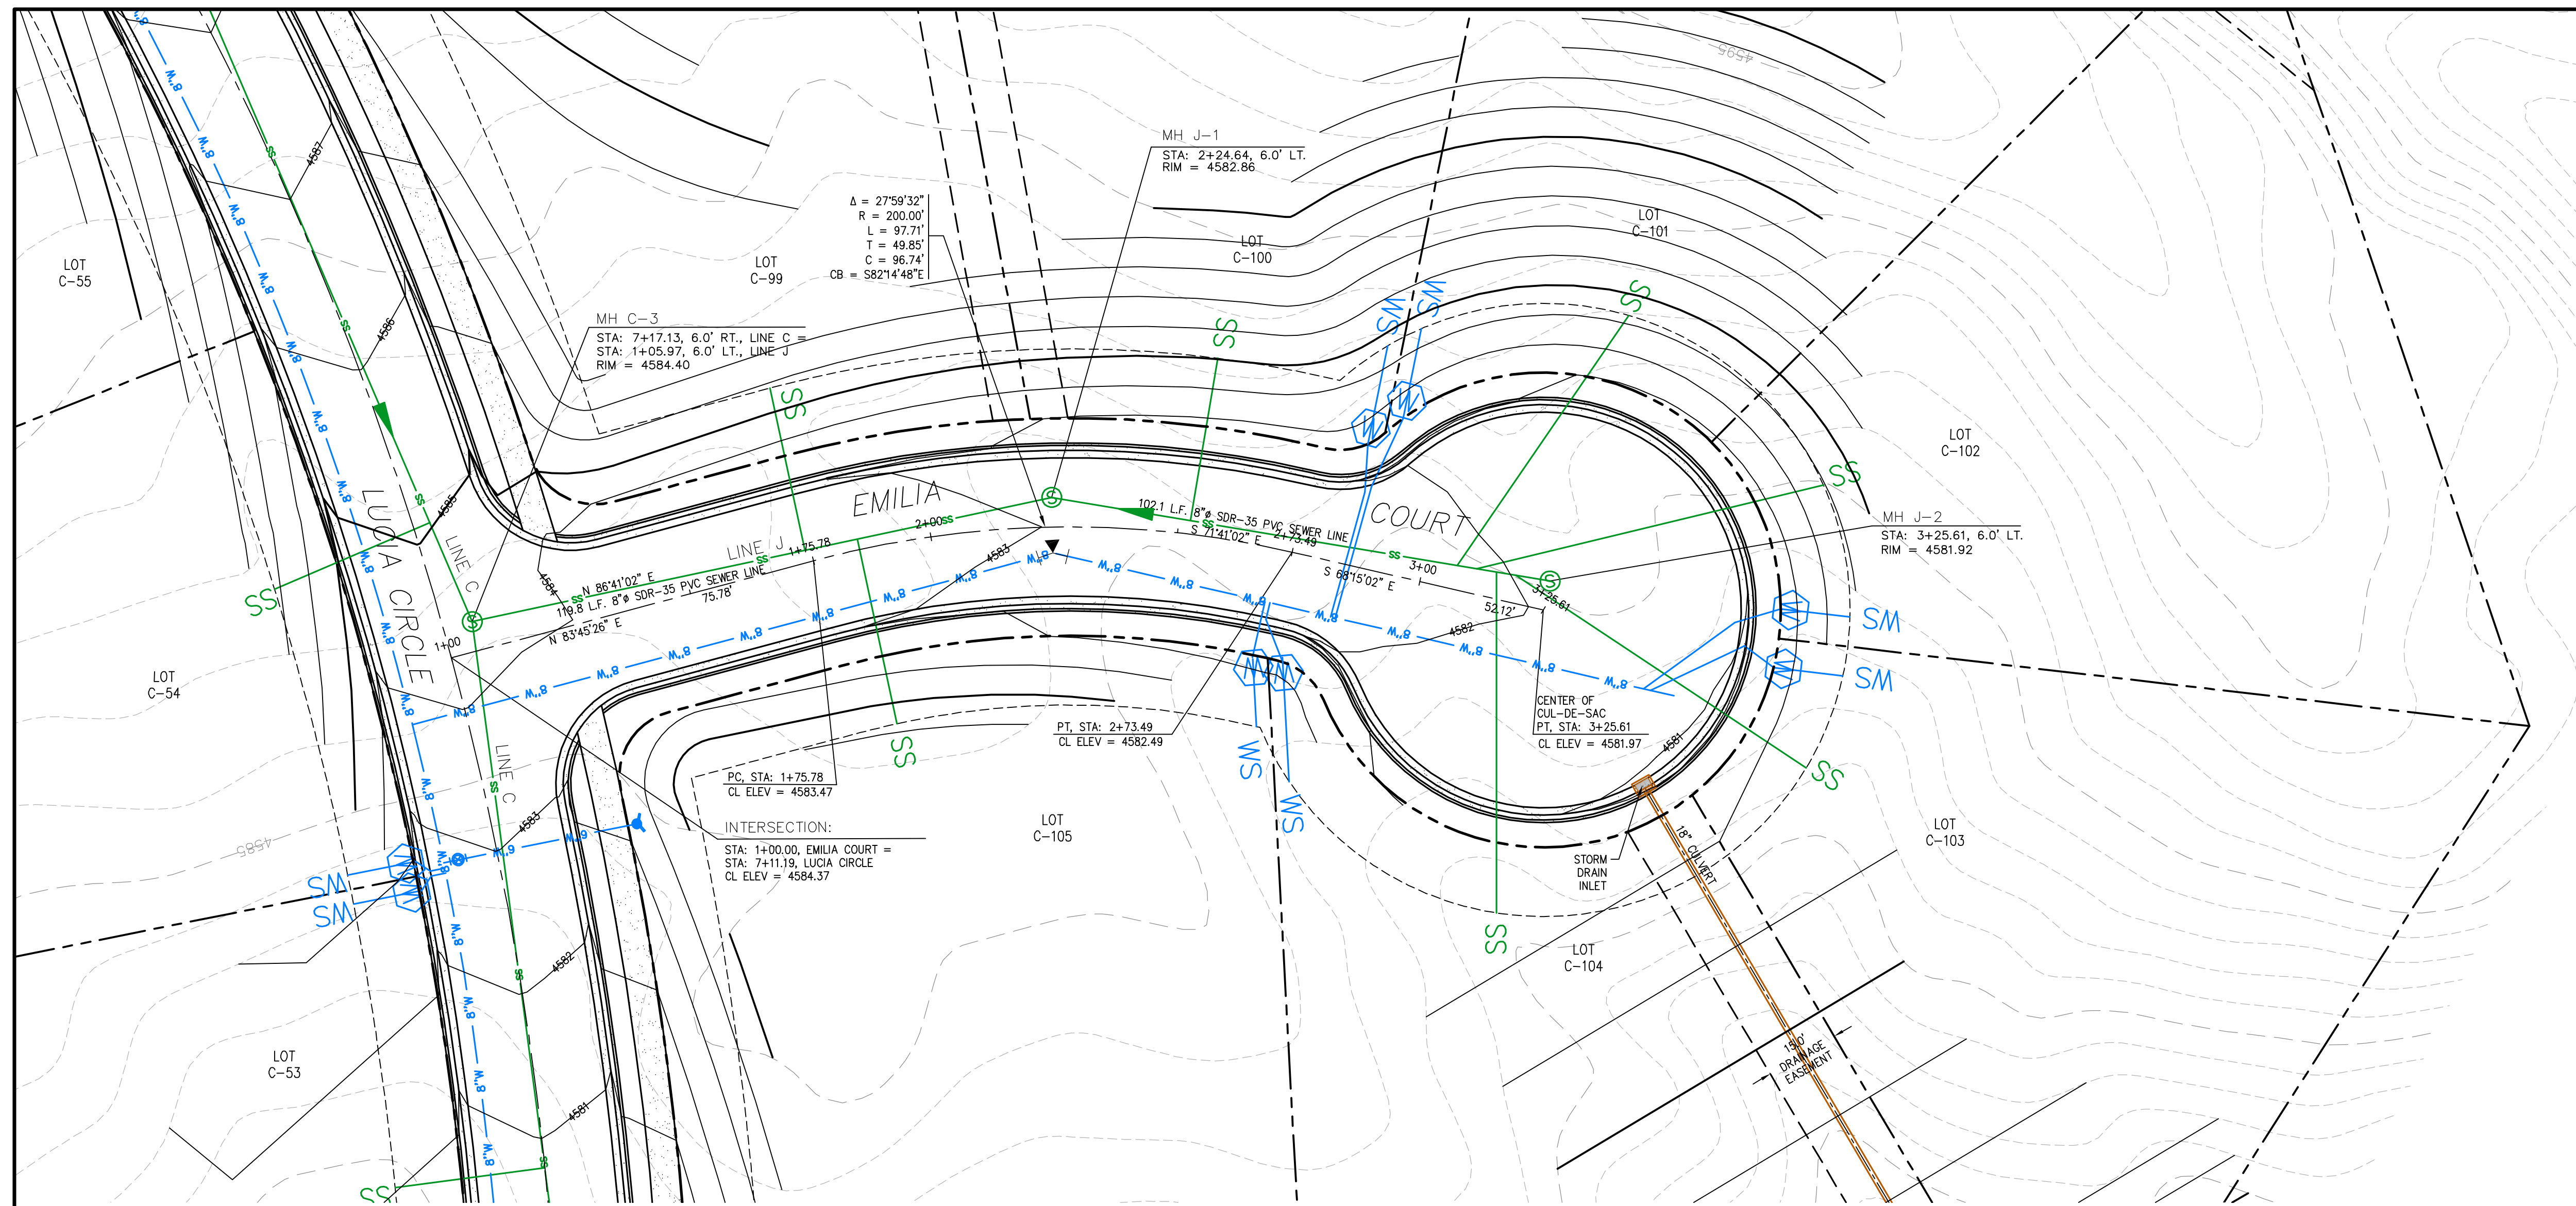 4595
MH J-1
STA: 2+24.64, 6.0' LT.
RIM = 4582.86
Δ = 27°59'32"
R = 200.00'
L = 97.71'
T = 49.85'
C = 96.74'
CB = S82°14'48"E
LOT
C-55
LOT
C-99
LOT
C-100
LOT
C-101
MH C-3
STA: 7+17.13, 6.0' RT., LINE C =
STA: 1+05.97, 6.0' LT., LINE J
RIM = 4584.40
4587
4586
4585
4584
4583
4582
4581
8"W
SS
WS
W
S
LOT
C-102
MH J-2
STA: 3+25.61, 6.0' LT.
RIM = 4581.92
EMILIA
COURT
LUCIA CIRCLE
LINE C
LINE J
1+00
1+75.78
2+00
2+73.49
3+00
3+25.61
102.1 L.F. 8"ø SDR-35 PVC SEWER LINE
S 71°41'02" E
N 86°41'02" E
119.8 L.F. 8"ø SDR-35 PVC SEWER LINE
75.78'
N 83°45'26" E
S 68°15'02" E
52.12'
4583
4582
4581
LOT
C-54
CENTER OF
CUL-DE-SAC
PT, STA: 3+25.61
CL ELEV = 4581.97
PT, STA: 2+73.49
CL ELEV = 4582.49
PC, STA: 1+75.78
CL ELEV = 4583.47
INTERSECTION:
STA: 1+00.00, EMILIA COURT =
STA: 7+11.19, LUCIA CIRCLE
CL ELEV = 4584.37
LINE C
6"W
6"W
4585
LOT
C-105
LOT
C-103
STORM
DRAIN
INLET
18" CULVERT
LOT
C-104
15.0'
DRAINAGE
EASEMENT
LOT
C-53